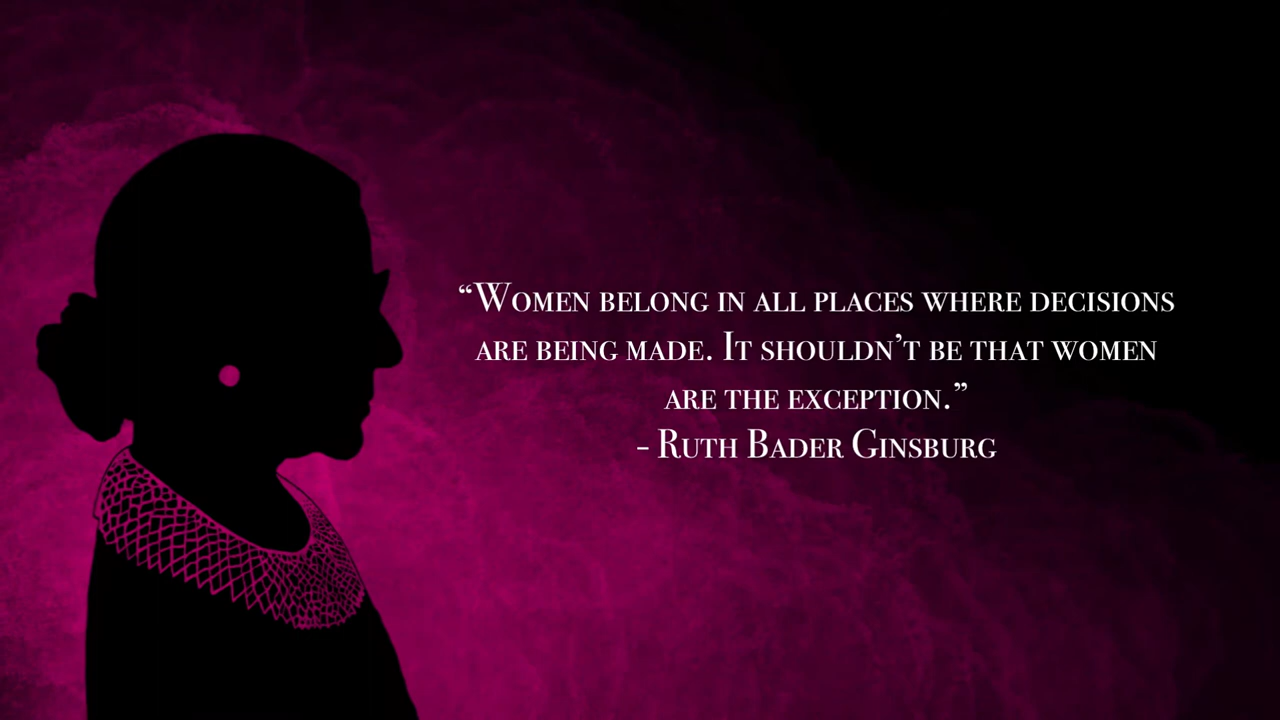 “Women belong in all places where decisions
are being made. It shouldn’t be that women
are the exception.”
- Ruth Bader Ginsburg